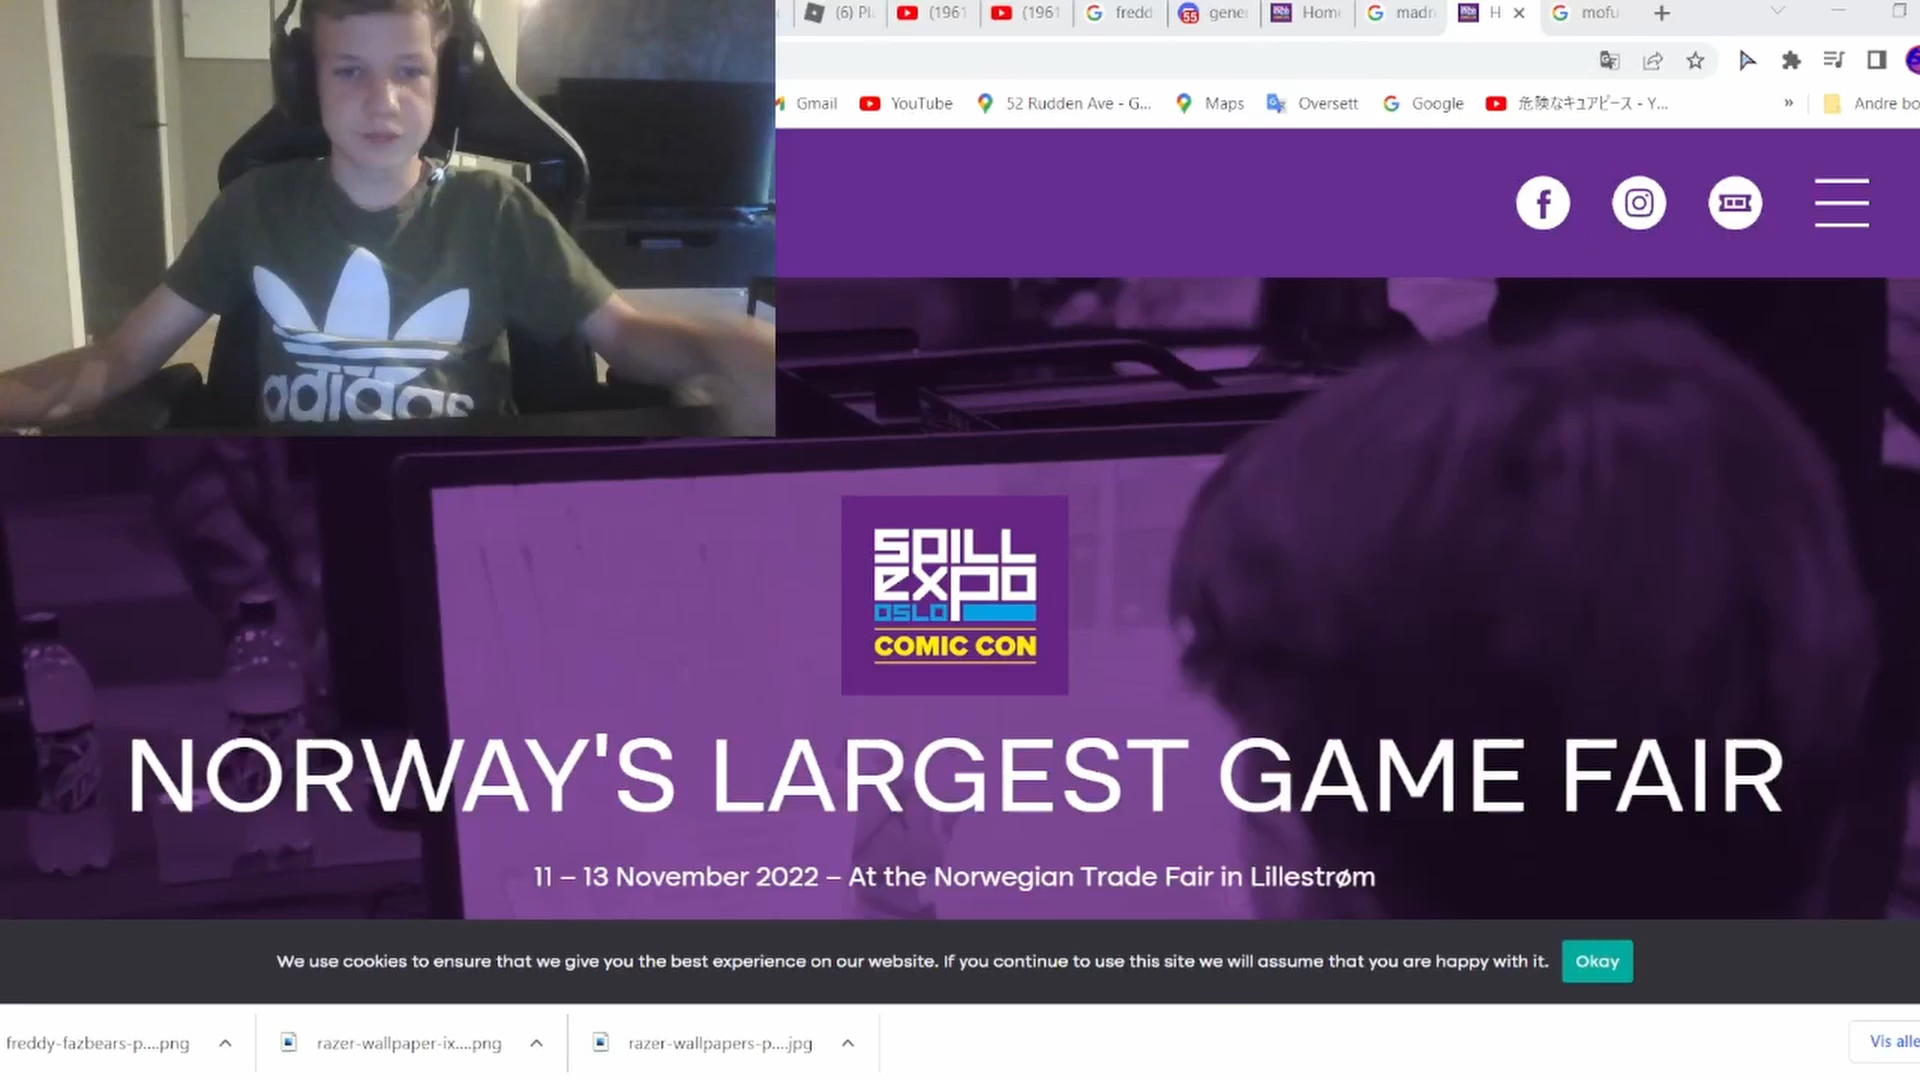 (6) Pl
(1961
(1961
fredd
55
gene
Hom
madr
H
mofu
Gmail
YouTube
52 Rudden Ave - G...
Maps
Oversett
Google
危険なキュアピース - Y...
»
Andre bo
adidas
SPILL
EXPO
OSLO
COMIC CON
NORWAY'S LARGEST GAME FAIR
11 – 13 November 2022 – At the Norwegian Trade Fair in Lillestrøm
We use cookies to ensure that we give you the best experience on our website. If you continue to use this site we will assume that you are happy with it.
Okay
freddy-fazbears-p....png
razer-wallpaper-ix....png
razer-wallpapers-p....jpg
Vis alle